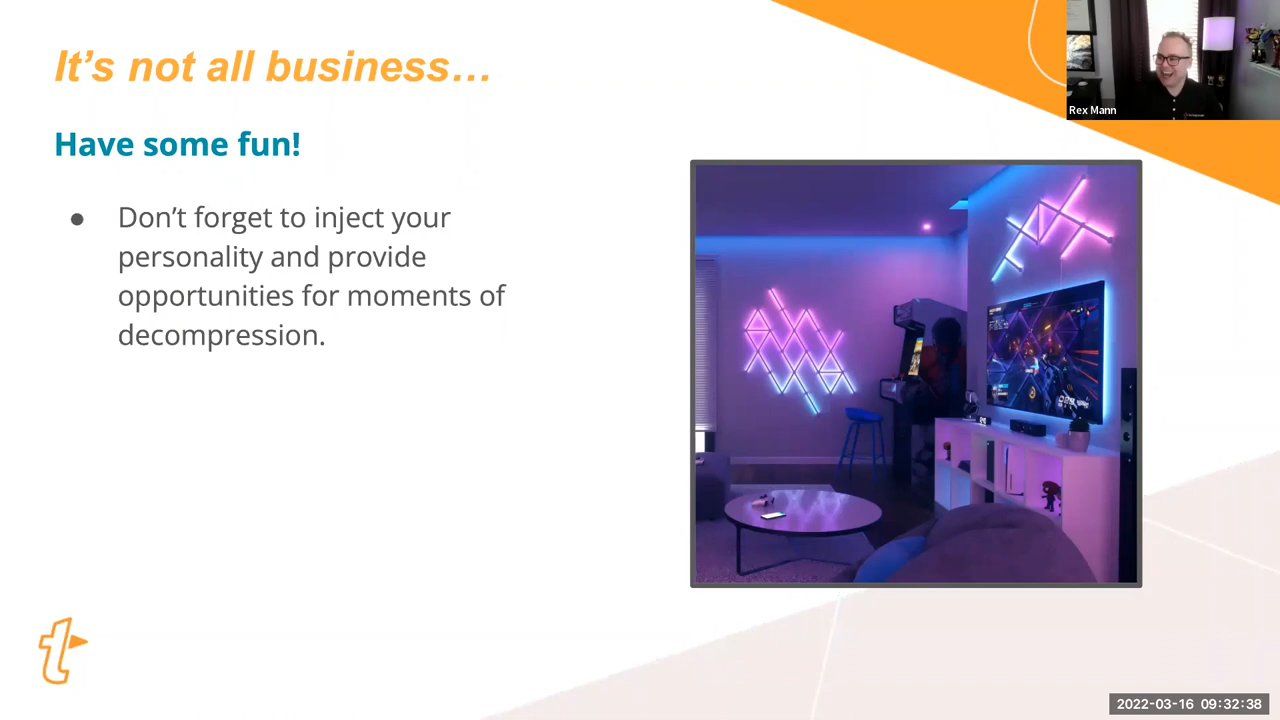 It’s not all business…
Rex Mann
Have some fun!
● Don’t forget to inject your
personality and provide
opportunities for moments of
decompression.
t
2022-03-16 09:32:38